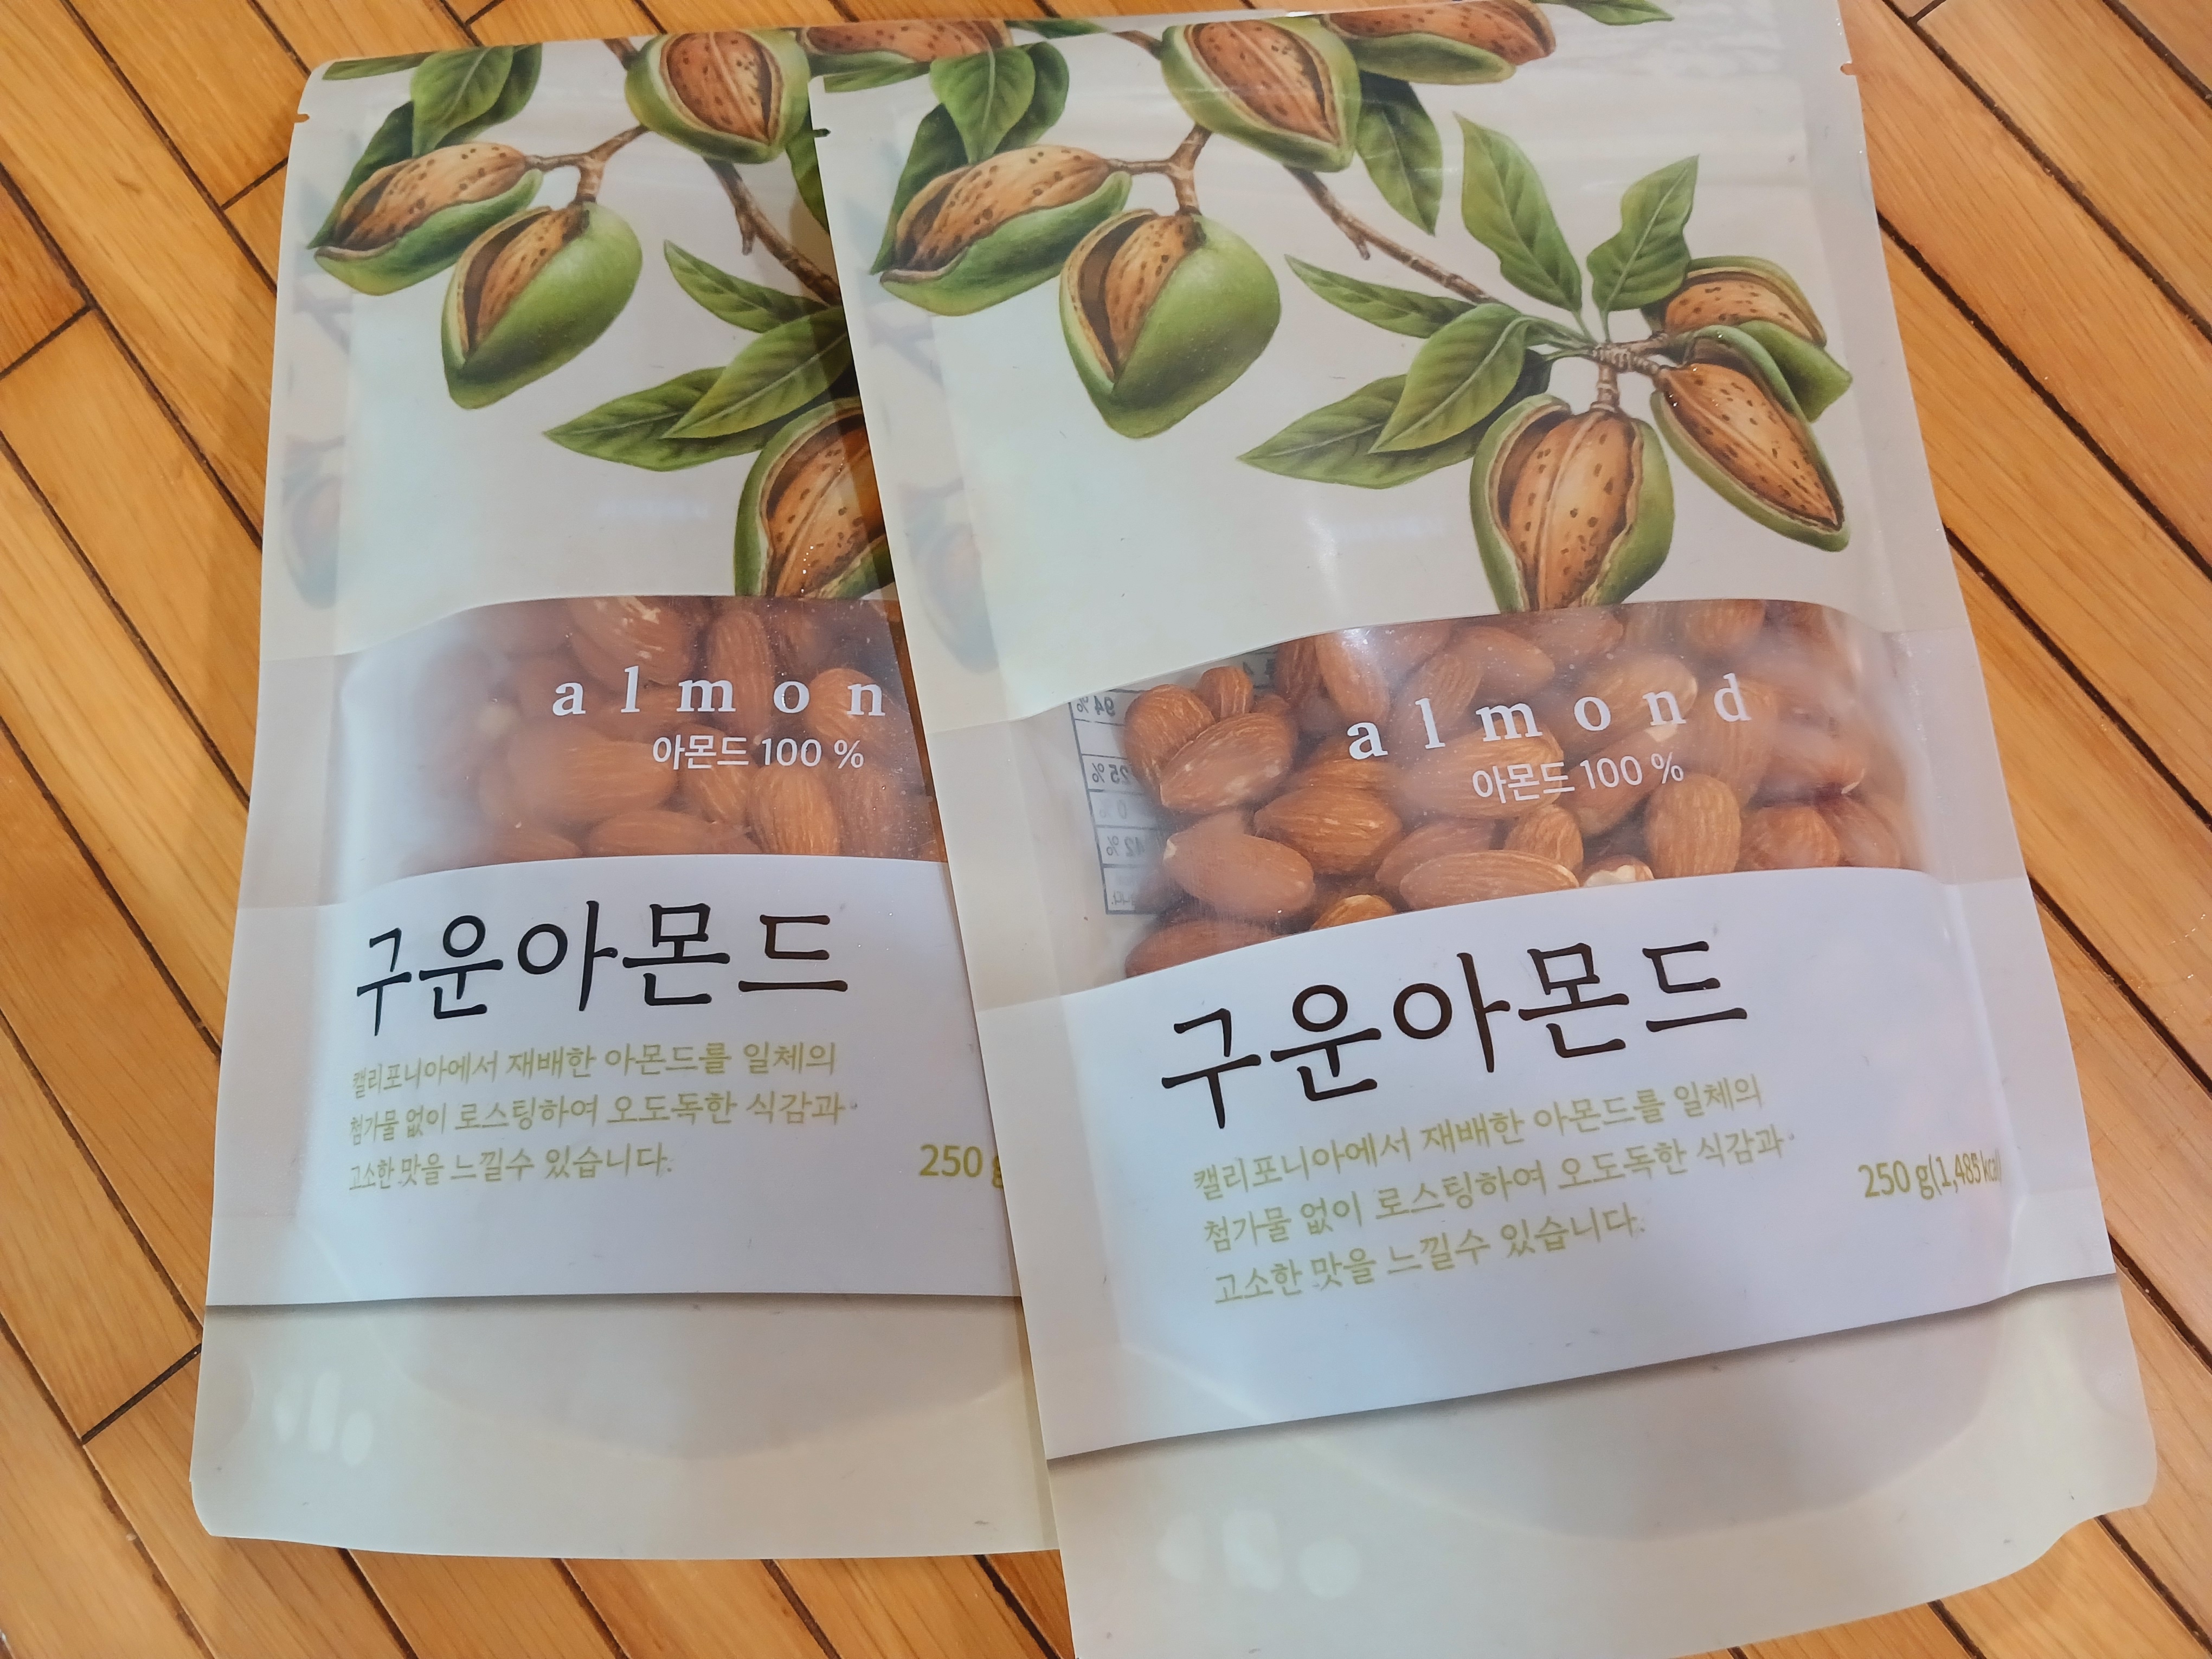 almon
아몬드 100 %
구운아몬드
캘리포니아에서 재배한 아몬드를 일체의
첨가물 없이 로스팅하여 오도독한 식감과
고소한 맛을 느낄수 있습니다.
250 g
almond
아몬드 100 %
94 %
25 %
0 %
42 %
구운아몬드
캘리포니아에서 재배한 아몬드를 일체의
첨가물 없이 로스팅하여 오도독한 식감과
고소한 맛을 느낄수 있습니다.
250 g(1,485 kcal)